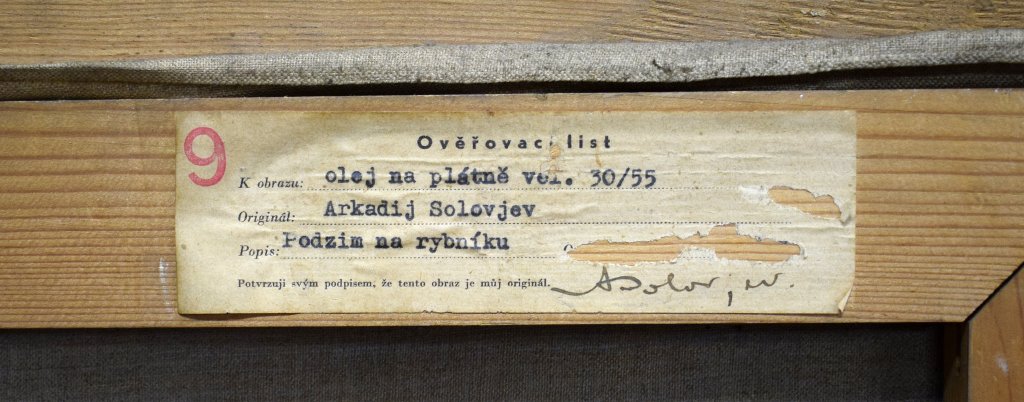 9
Ověřovací list
K obrazu: olej na plátně vel. 30/55
Originál: Arkadij Solovjev
Popis: Podzim na rybníku
Potvrzuji svým podpisem, že tento obraz je můj originál.